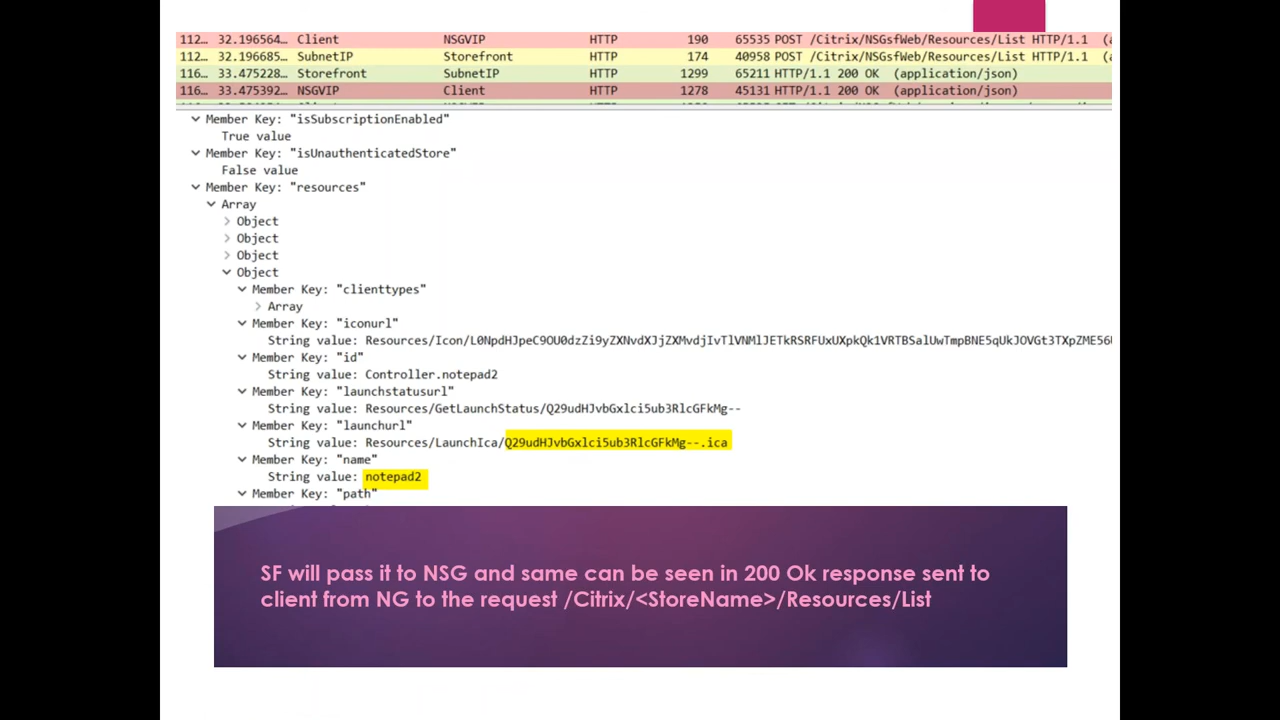 112… 32.196564… Client NSGVIP HTTP 190 65535 POST /Citrix/NSGsfWeb/Resources/List HTTP/1.1 (a
112… 32.196685… SubnetIP Storefront HTTP 174 40958 POST /Citrix/NSGsfWeb/Resources/List HTTP/1.1 (a
116… 33.475228… Storefront SubnetIP HTTP 1299 65211 HTTP/1.1 200 OK (application/json)
116… 33.475392… NSGVIP Client HTTP 1278 45131 HTTP/1.1 200 OK (application/json)
Member Key: "isSubscriptionEnabled"
True value
Member Key: "isUnauthenticatedStore"
False value
Member Key: "resources"
Array
Object
Object
Object
Object
Member Key: "clienttypes"
Array
Member Key: "iconurl"
String value:
Member Key: "id"
String value: Controller.notepad2
Member Key: "launchstatusurl"
String value: Resources/GetLaunchStatus/Q29udHJvbGxlci5ub3RlcGFkMg--
Member Key: "launchurl"
String value: Resources/LaunchIca/Q29udHJvbGxlci5ub3RlcGFkMg--.ica
Member Key: "name"
String value: notepad2
Member Key: "path"
SF will pass it to NSG and same can be seen in 200 Ok response sent to
client from NG to the request /Citrix/<StoreName>/Resources/List